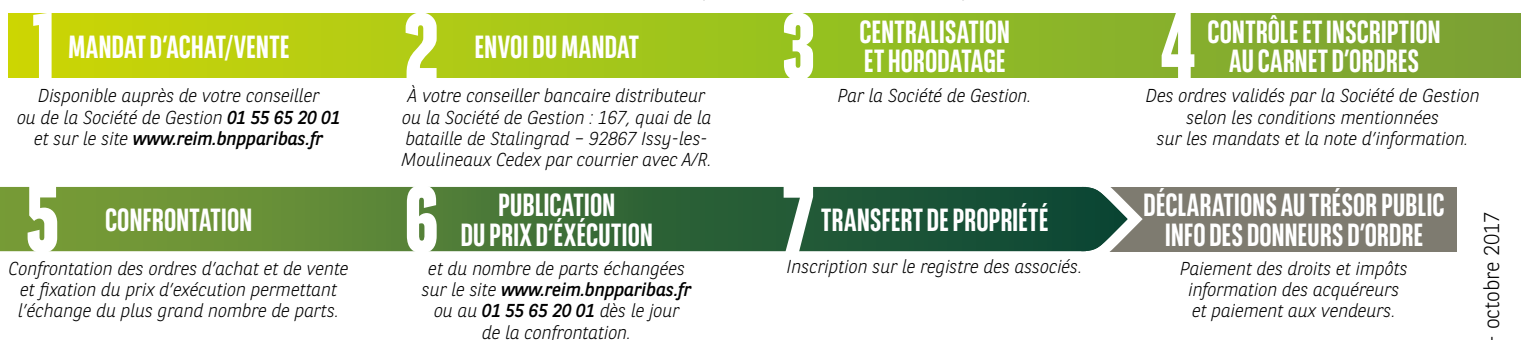 1 MANDAT D'ACHAT/VENTE
Disponible auprès de votre conseiller
ou de la Société de Gestion 01 55 65 20 01
et sur le site www.reim.bnpparibas.fr
2 ENVOI DU MANDAT
À votre conseiller bancaire distributeur
ou la Société de Gestion : 167, quai de la
bataille de Stalingrad – 92867 Issy-les-
Moulineaux Cedex par courrier avec A/R.
3 CENTRALISATION
ET HORODATAGE
Par la Société de Gestion.
4 CONTRÔLE ET INSCRIPTION
AU CARNET D'ORDRES
Des ordres validés par la Société de Gestion
selon les conditions mentionnées
sur les mandats et la note d'information.
5 CONFRONTATION
Confrontation des ordres d'achat et de vente
et fixation du prix d'exécution permettant
l'échange du plus grand nombre de parts.
6 PUBLICATION
DU PRIX D'ÉXÉCUTION
et du nombre de parts échangées
sur le site www.reim.bnpparibas.fr
ou au 01 55 65 20 01 dès le jour
de la confrontation.
7 TRANSFERT DE PROPRIÉTÉ
Inscription sur le registre des associés.
DÉCLARATIONS AU TRÉSOR PUBLIC
INFO DES DONNEURS D'ORDRE
Paiement des droits et impôts
information des acquéreurs
et paiement aux vendeurs.
- octobre 2017